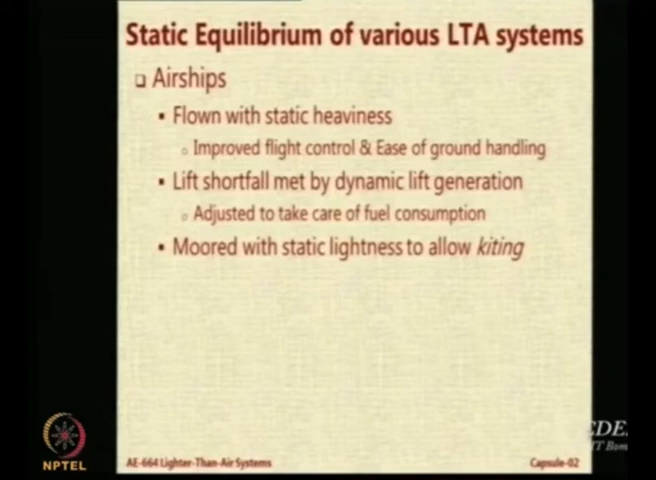 Static Equilibrium of various LTA systems
Airships
Flown with static heaviness
Improved flight control & Ease of ground handling
Lift shortfall met by dynamic lift generation
Adjusted to take care of fuel consumption
Moored with static lightness to allow kiting
NPTEL
AE-664 Lighter-Than-Air Systems
Capsule-02